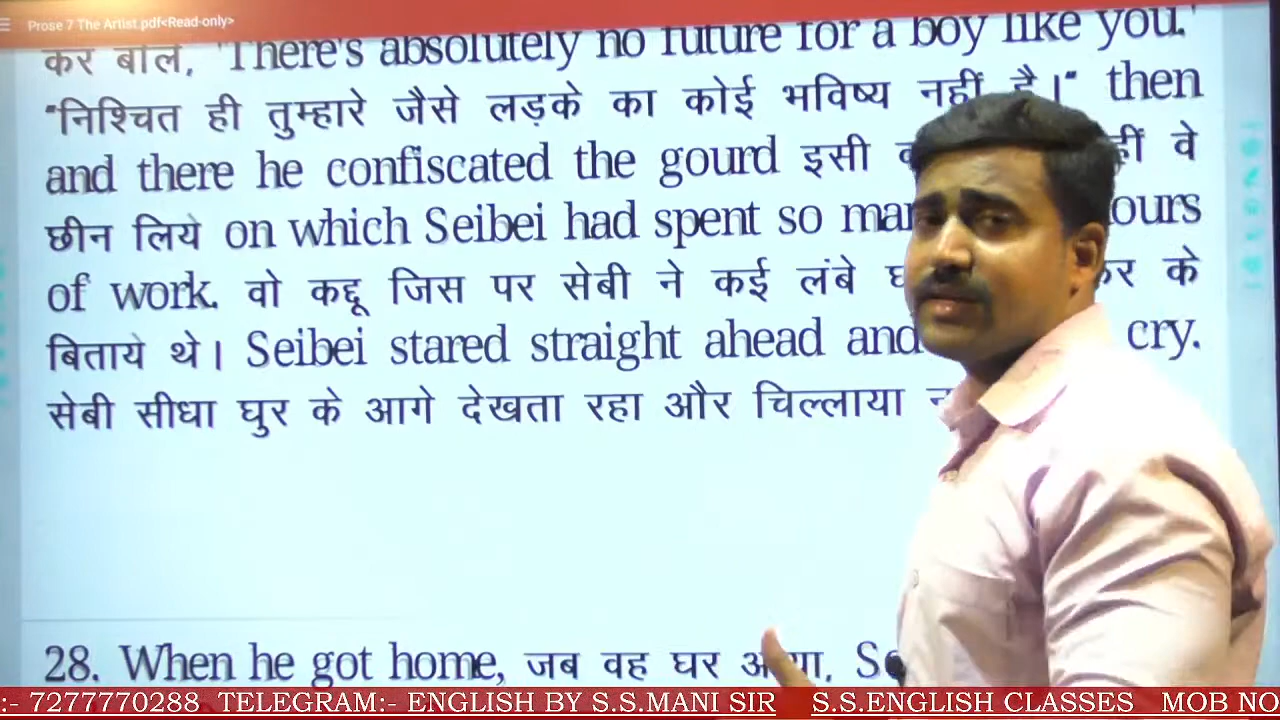 Prose 7 The Artist.pdf<Read-only>
कर बोले, 'There's absolutely no future for a boy like you.'
“निश्चित ही तुम्हारे जैसे लड़के का कोई भविष्य नहीं है।“ then
and there he confiscated the gourd इसी वे
छीन लिये on which Seibei had spent so
of work. वो कद्दू जिस पर सेबी ने कई लंबे के
बिताये थे। Seibei stared straight ahead and cry.
सेबी सीधा घुर के आगे देखता रहा और चिल्लाया
28. When he got home, जब वह घर
:- 7277770288 TELEGRAM:- ENGLISH BY S.S.MANI SIR S.S.ENGLISH CLASSES MOB NO